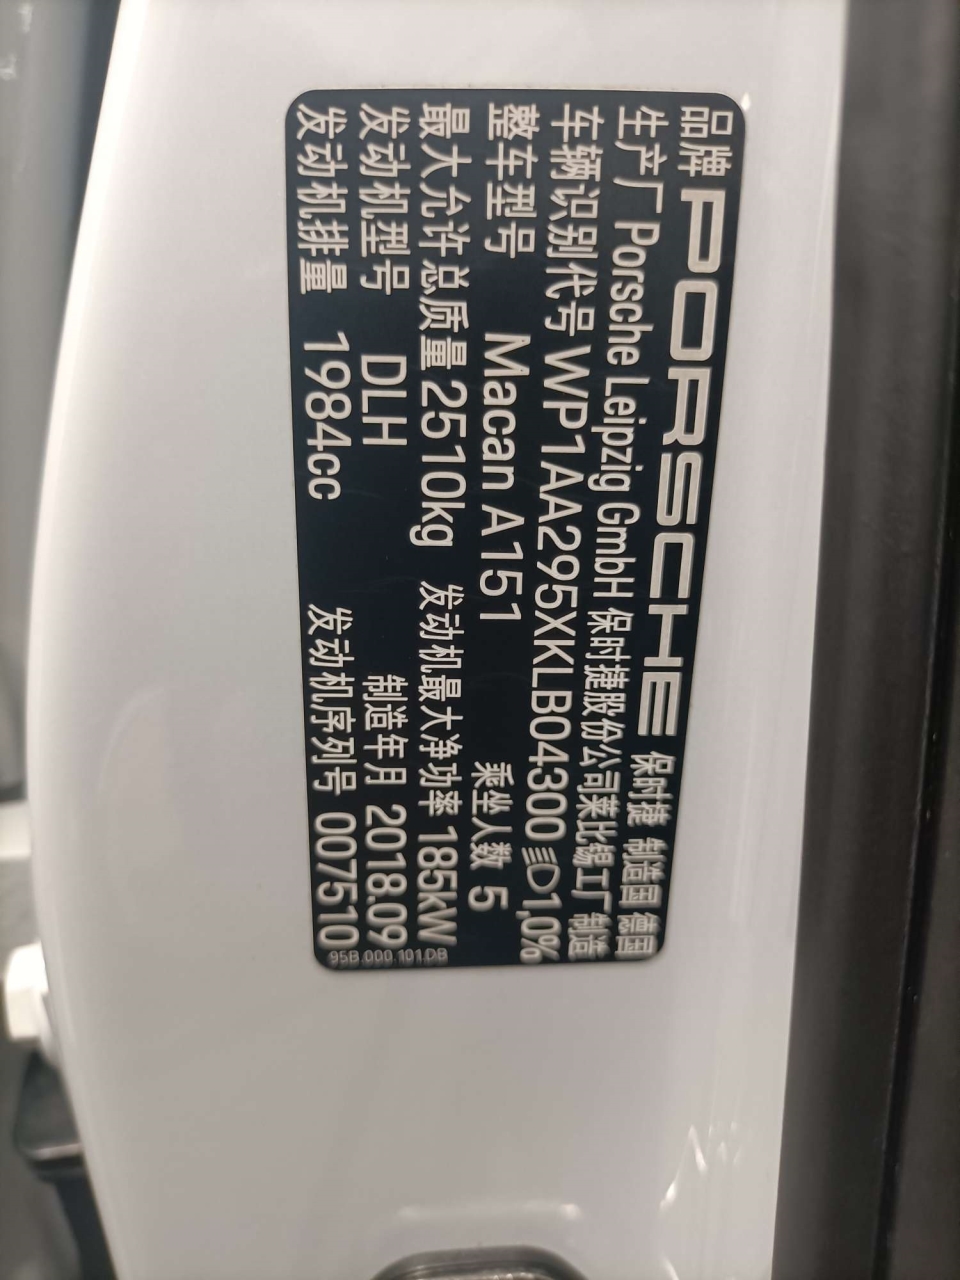 品牌 PORSCHE 保时捷 制造国 德国
生产厂 Porsche Leipzig GmbH 保时捷股份公司莱比锡工厂 制造
车辆识别代号 WP1AA295XKLB04300 1,0%
整车型号 Macan A151 乘坐人数 5
最大允许总质量 2510kg 发动机最大净功率 185kW
发动机型号 DLH 制造年月 2018.09
发动机排量 1984cc 发动机序列号 007510
95B.000.101.DB